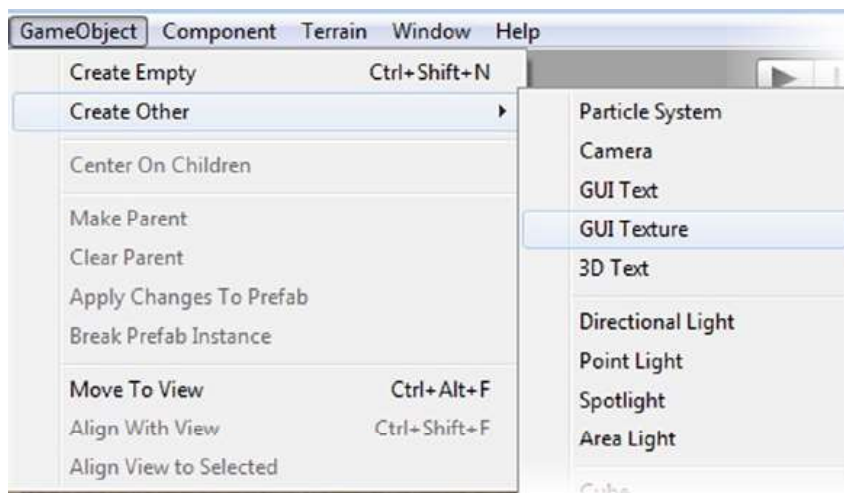 GameObject Component Terrain Window Help
Create Empty Ctrl+Shift+N
Create Other
Center On Children
Make Parent
Clear Parent
Apply Changes To Prefab
Break Prefab Instance
Move To View Ctrl+Alt+F
Align With View Ctrl+Shift+F
Align View to Selected
Particle System
Camera
GUI Text
GUI Texture
3D Text
Directional Light
Point Light
Spotlight
Area Light
Cube